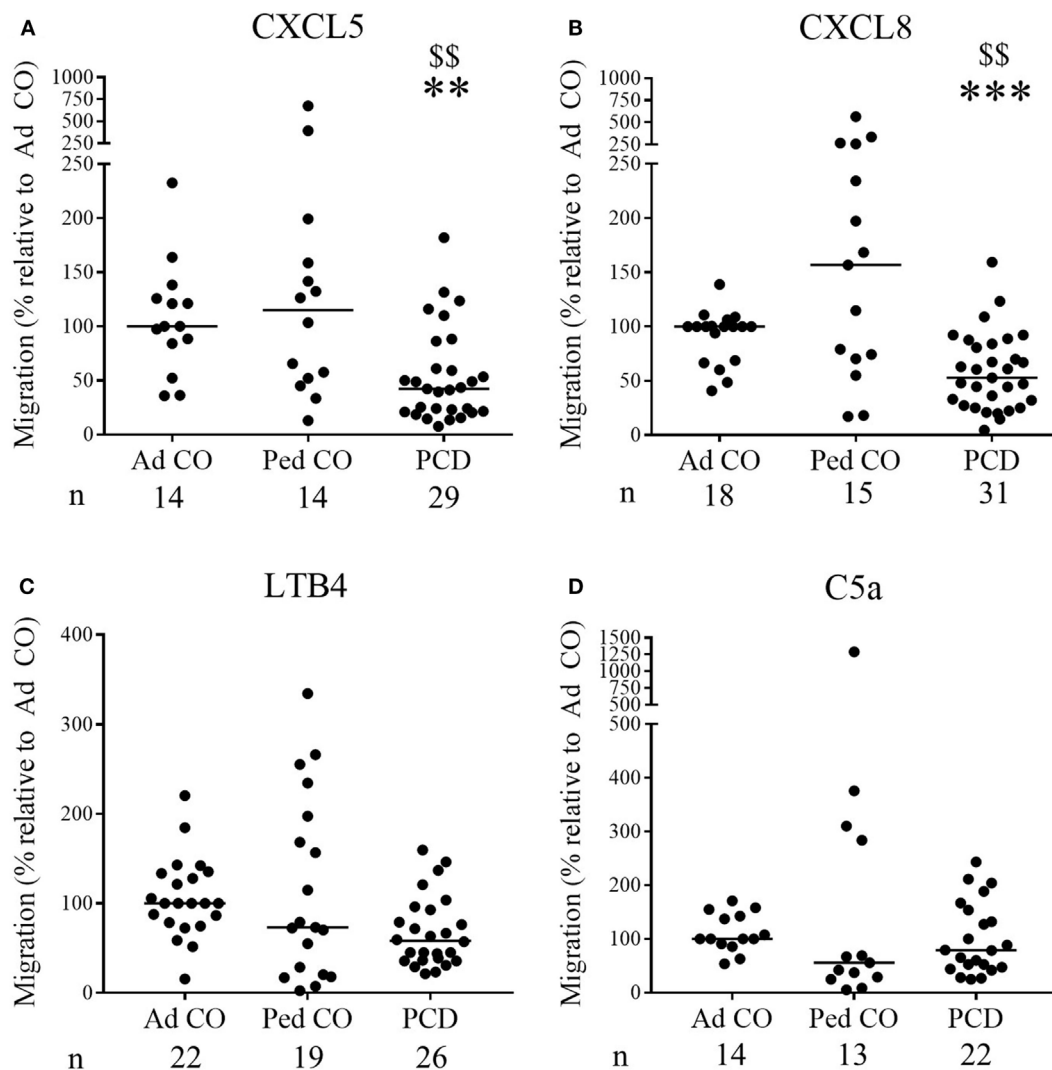 A
CXCL5
$$
**
Migration (% relative to Ad CO)
1000
750
500
250
250
200
150
100
50
0
Ad CO Ped CO PCD
n 14 14 29
B
CXCL8
$$
***
Migration (% relative to Ad CO)
1000
750
500
250
250
200
150
100
50
0
Ad CO Ped CO PCD
n 18 15 31
C
LTB4
Migration (% relative to Ad CO)
400
300
200
100
0
Ad CO Ped CO PCD
n 22 19 26
D
C5a
Migration (% relative to Ad CO)
1500
1250
1000
750
500
500
400
300
200
100
0
Ad CO Ped CO PCD
n 14 13 22